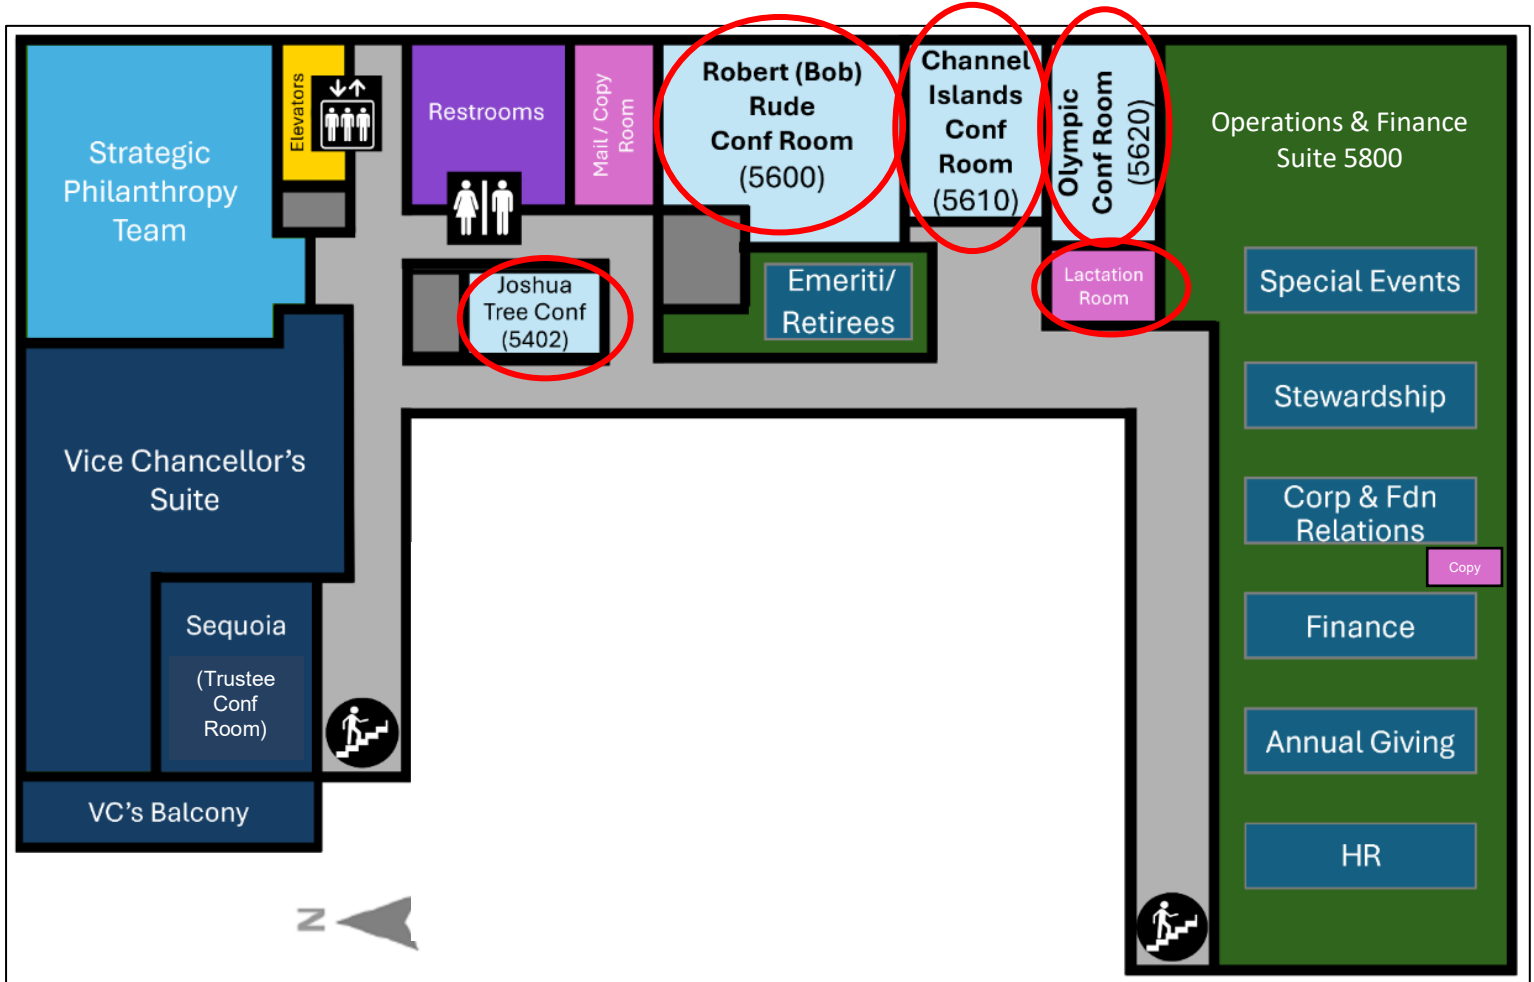 Strategic
Philanthropy
Team
Elevators
Restrooms
Mail / Copy
Room
Robert (Bob)
Rude
Conf Room
(5600)
Channel
Islands
Conf
Room
(5610)
Olympic
Conf Room
(5620)
Operations & Finance
Suite 5800
Joshua
Tree Conf
(5402)
Emeriti/
Retirees
Lactation
Room
Special Events
Stewardship
Corp & Fdn
Relations
Copy
Finance
Annual Giving
HR
Vice Chancellor's
Suite
Sequoia
(Trustee
Conf
Room)
VC's Balcony
N